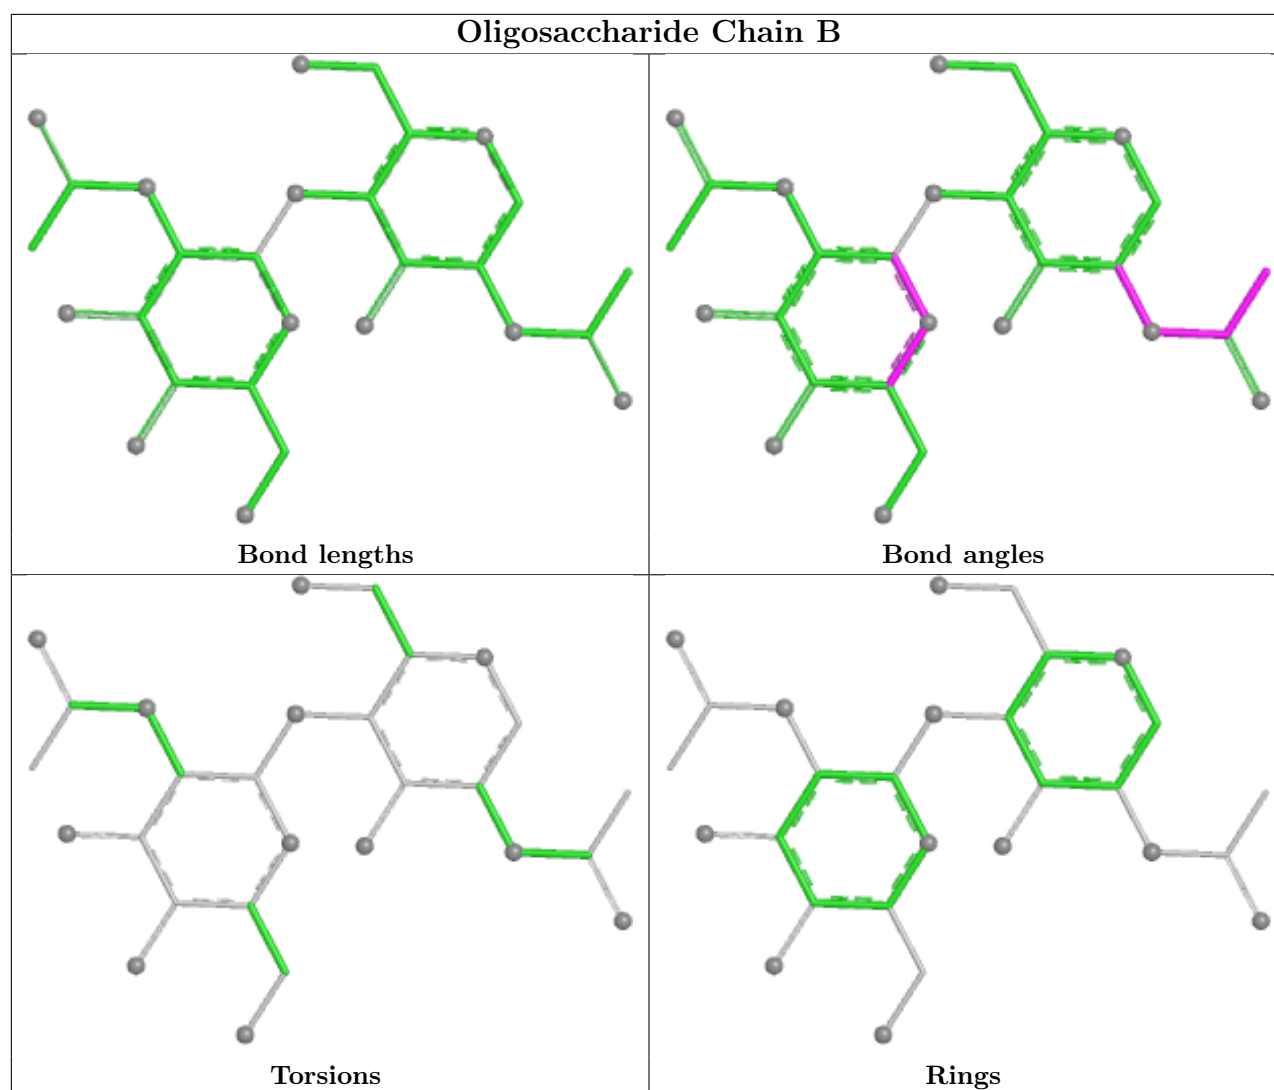 Oligosaccharide Chain B
Bond lengths
Bond angles
Torsions
Rings